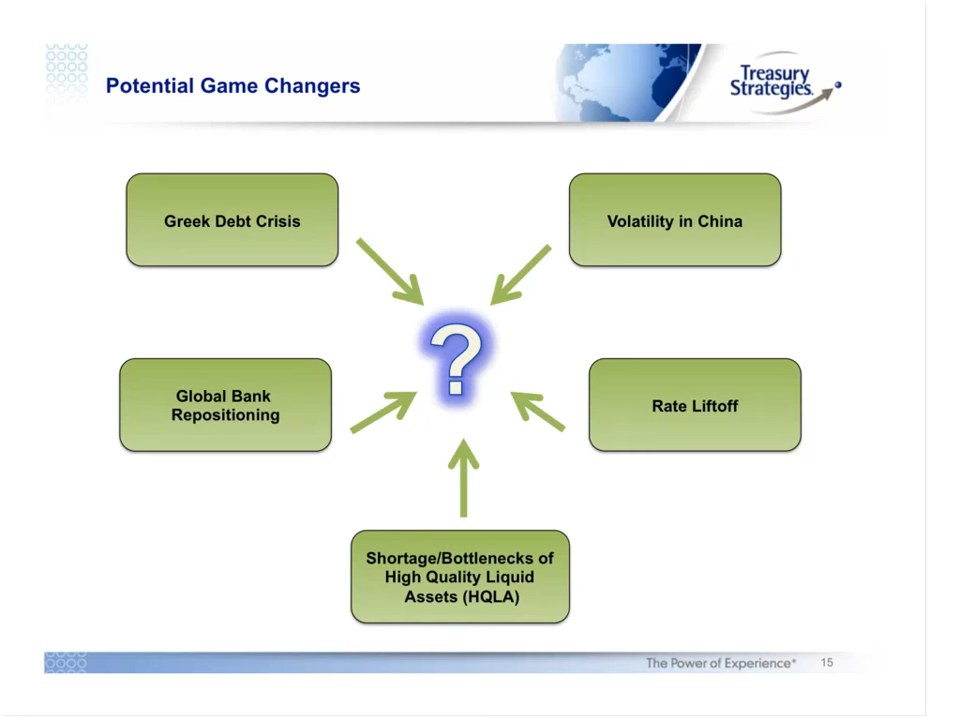 Potential Game Changers
Treasury
Strategies.
Greek Debt Crisis
Volatility in China
?
Global Bank
Repositioning
Rate Liftoff
Shortage/Bottlenecks of
High Quality Liquid
Assets (HQLA)
The Power of Experience®
15